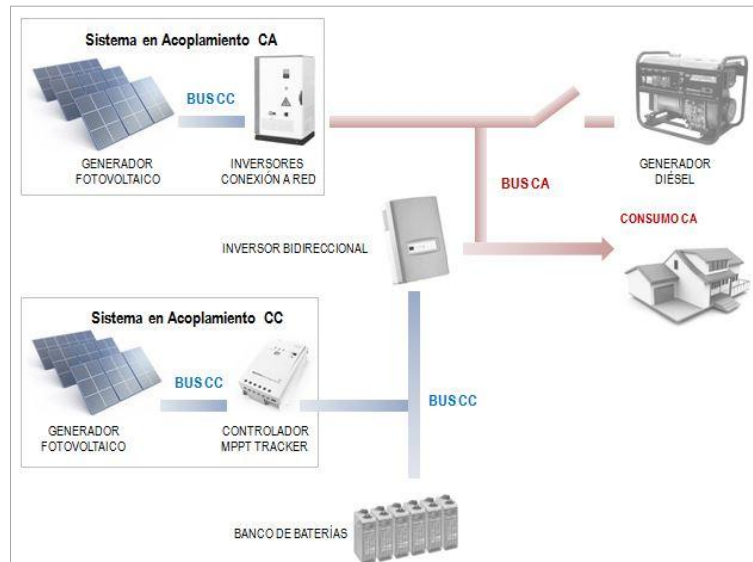 Sistema en Acoplamiento CA
BUS CC
GENERADOR
FOTOVOLTAICO
INVERSORES
CONEXIÓN A RED
GENERADOR
DIÉSEL
BUS CA
CONSUMO CA
INVERSOR BIDIRECCIONAL
Sistema en Acoplamiento CC
BUS CC
BUS CC
GENERADOR
FOTOVOLTAICO
CONTROLADOR
MPPT TRACKER
BANCO DE BATERÍAS